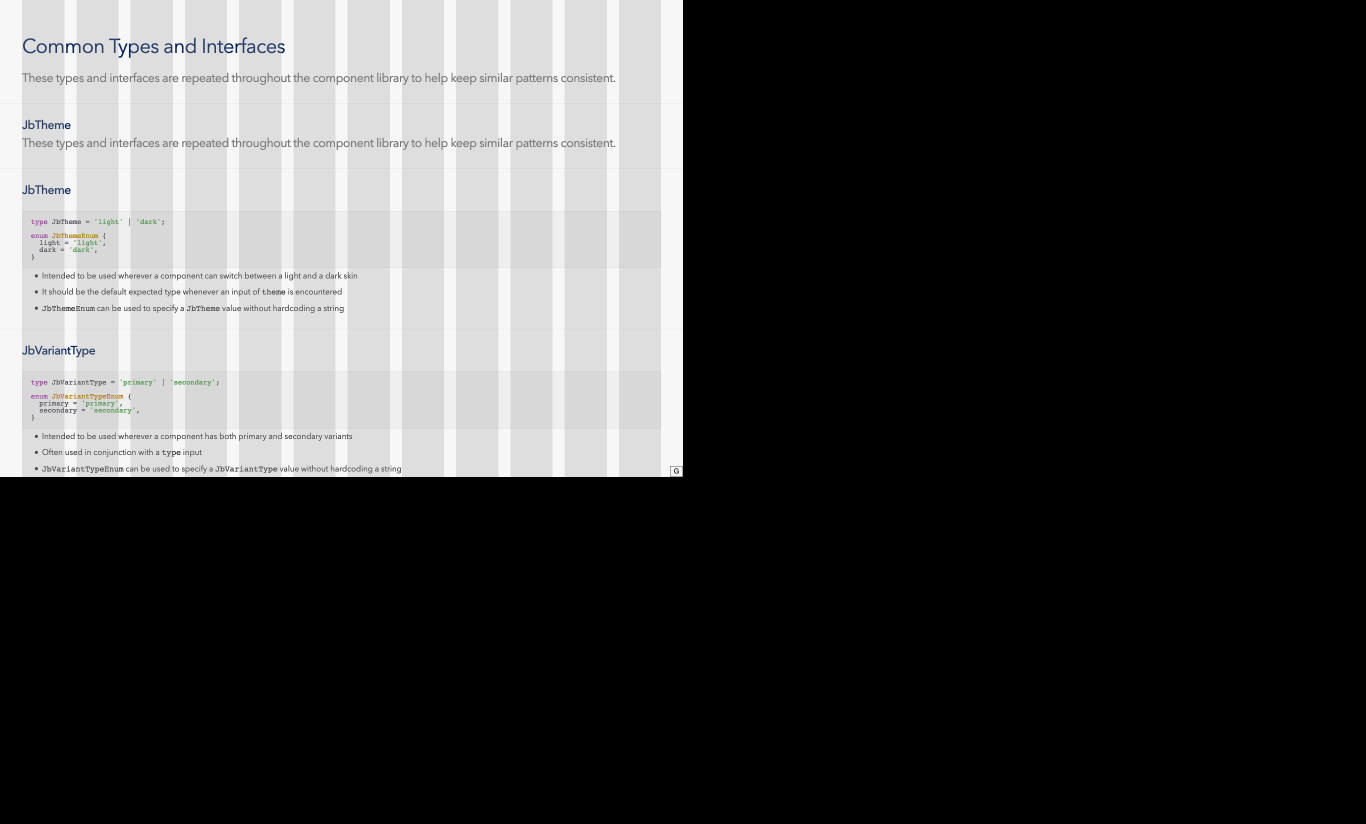 Common Types and Interfaces
These types and interfaces are repeated throughout the component library to help keep similar patterns consistent.
JbTheme
These types and interfaces are repeated throughout the component library to help keep similar patterns consistent.
JbTheme
type JbTheme = 'light' | 'dark';
enum JbThemeEnum {
  light = 'light',
  dark = 'dark',
}
• Intended to be used wherever a component can switch between a light and a dark skin
• It should be the default expected type whenever an input of theme is encountered
• JbThemeEnum can be used to specify a JbTheme value without hardcoding a string
JbVariantType
type JbVariantType = 'primary' | 'secondary';
enum JbVariantTypeEnum {
  primary = 'primary',
  secondary = 'secondary',
}
• Intended to be used wherever a component has both primary and secondary variants
• Often used in conjunction with a type input
• JbVariantTypeEnum can be used to specify a JbVariantType value without hardcoding a string
G